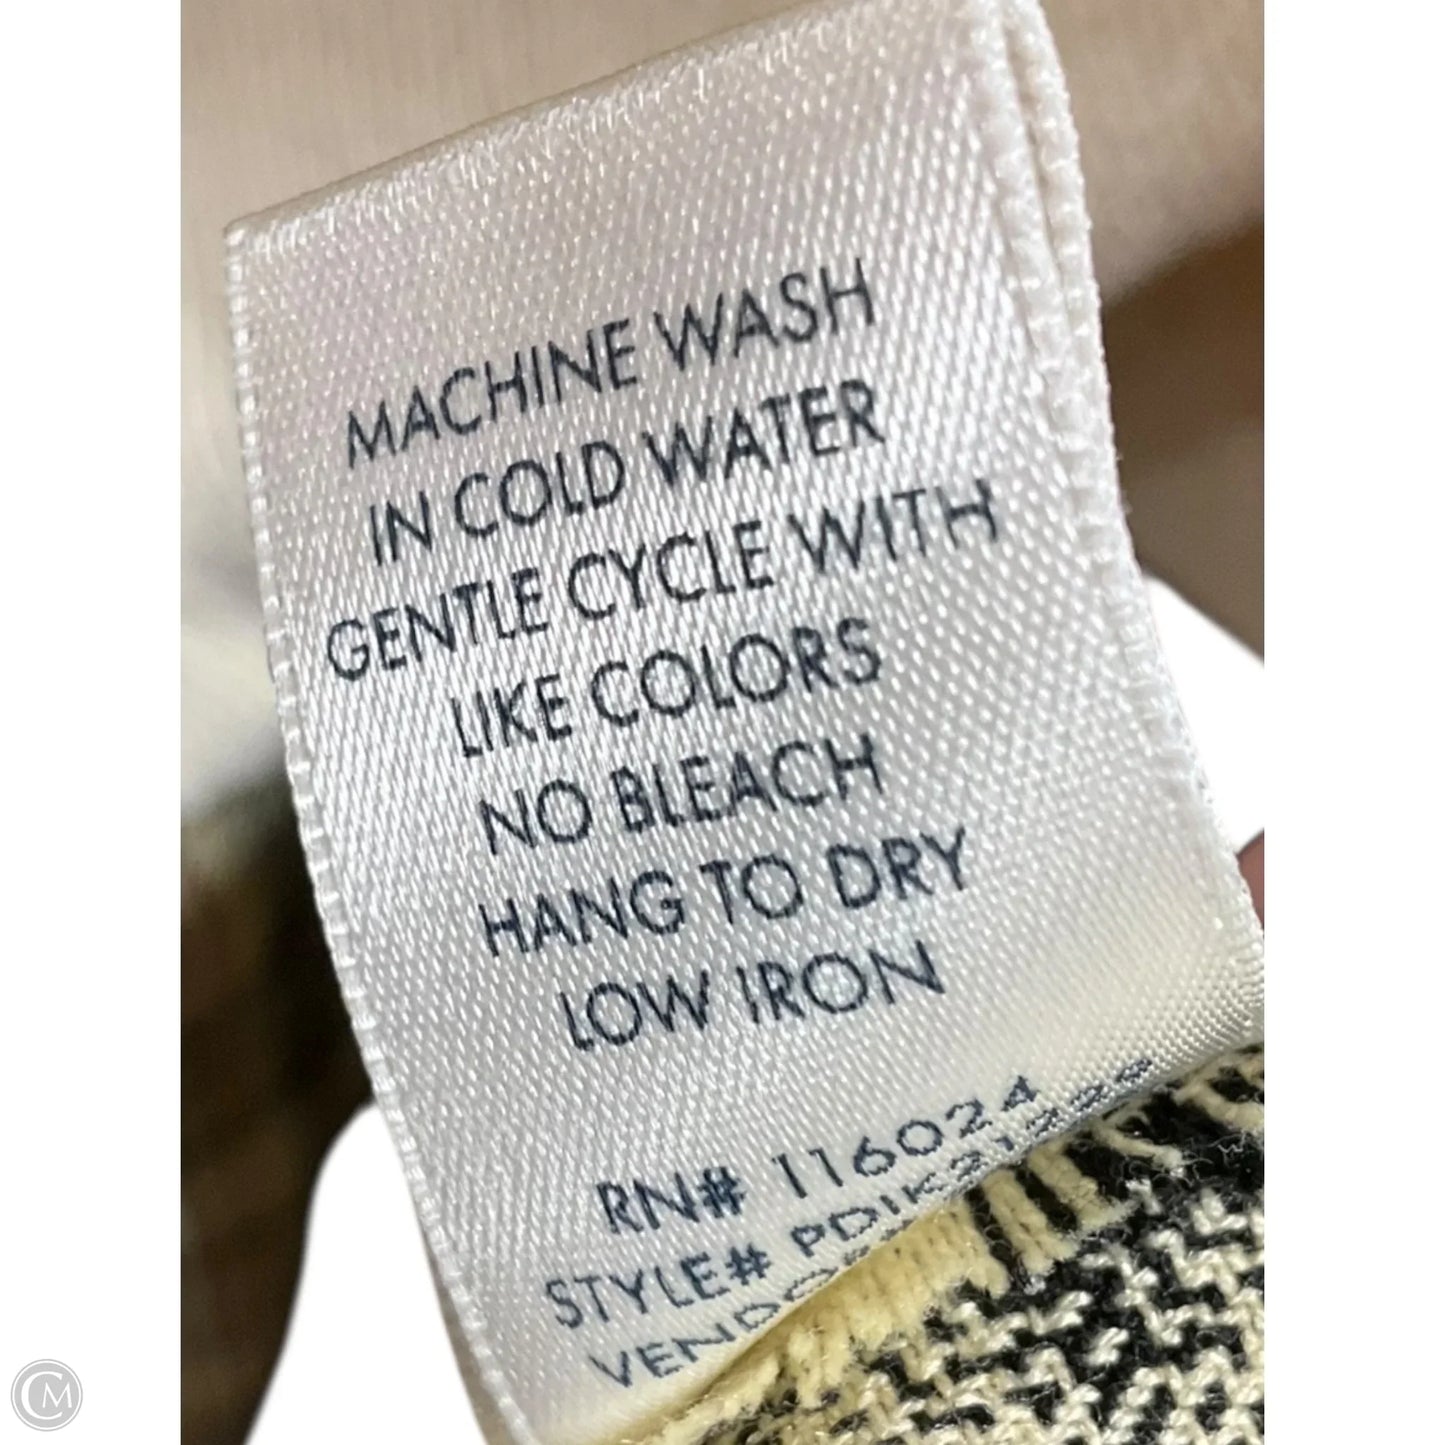 MACHINE WASH
IN COLD WATER
GENTLE CYCLE WITH
LIKE COLORS
NO BLEACH
HANG TO DRY
LOW IRON
RN# 116024
STYLE#
CM